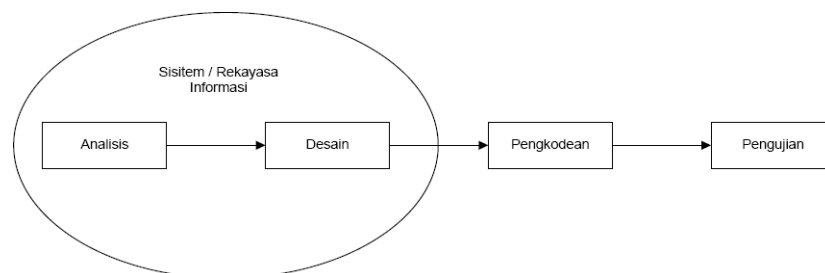 Sisitem / Rekayasa
Informasi
Analisis
Desain
Pengkodean
Pengujian